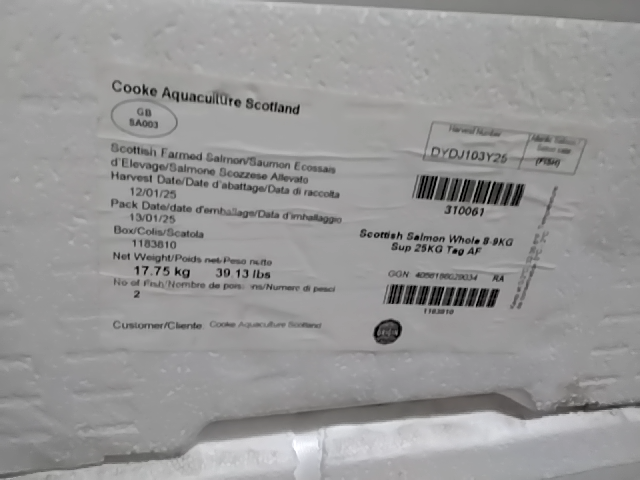 Cooke Aquaculture Scotland
GB
SA003
Scottish Farmed Salmon/Saumon Ecossais
d'Elevage/Salmone Scozzese Allevato
Harvest Date/Date d'abattage/Data di raccolta
12/01/25
Pack Date/date d'emballage/Data d'imballaggio
13/01/25
Box/Colis/Scatola
1183810
Net Weight/Poids net/Peso netto
17.75 kg 39.13 lbs
No of Fish/Nombre de Numero di pesci
2
Customer/Cliente Cooke Aquaculture Scotland
Harvest Number
DYDJ103Y25
(FISH)
310061
Scottish Salmon Whole 8-9KG
Sup 25KG Tag AF
GGN 4056186029034 RA
1183810